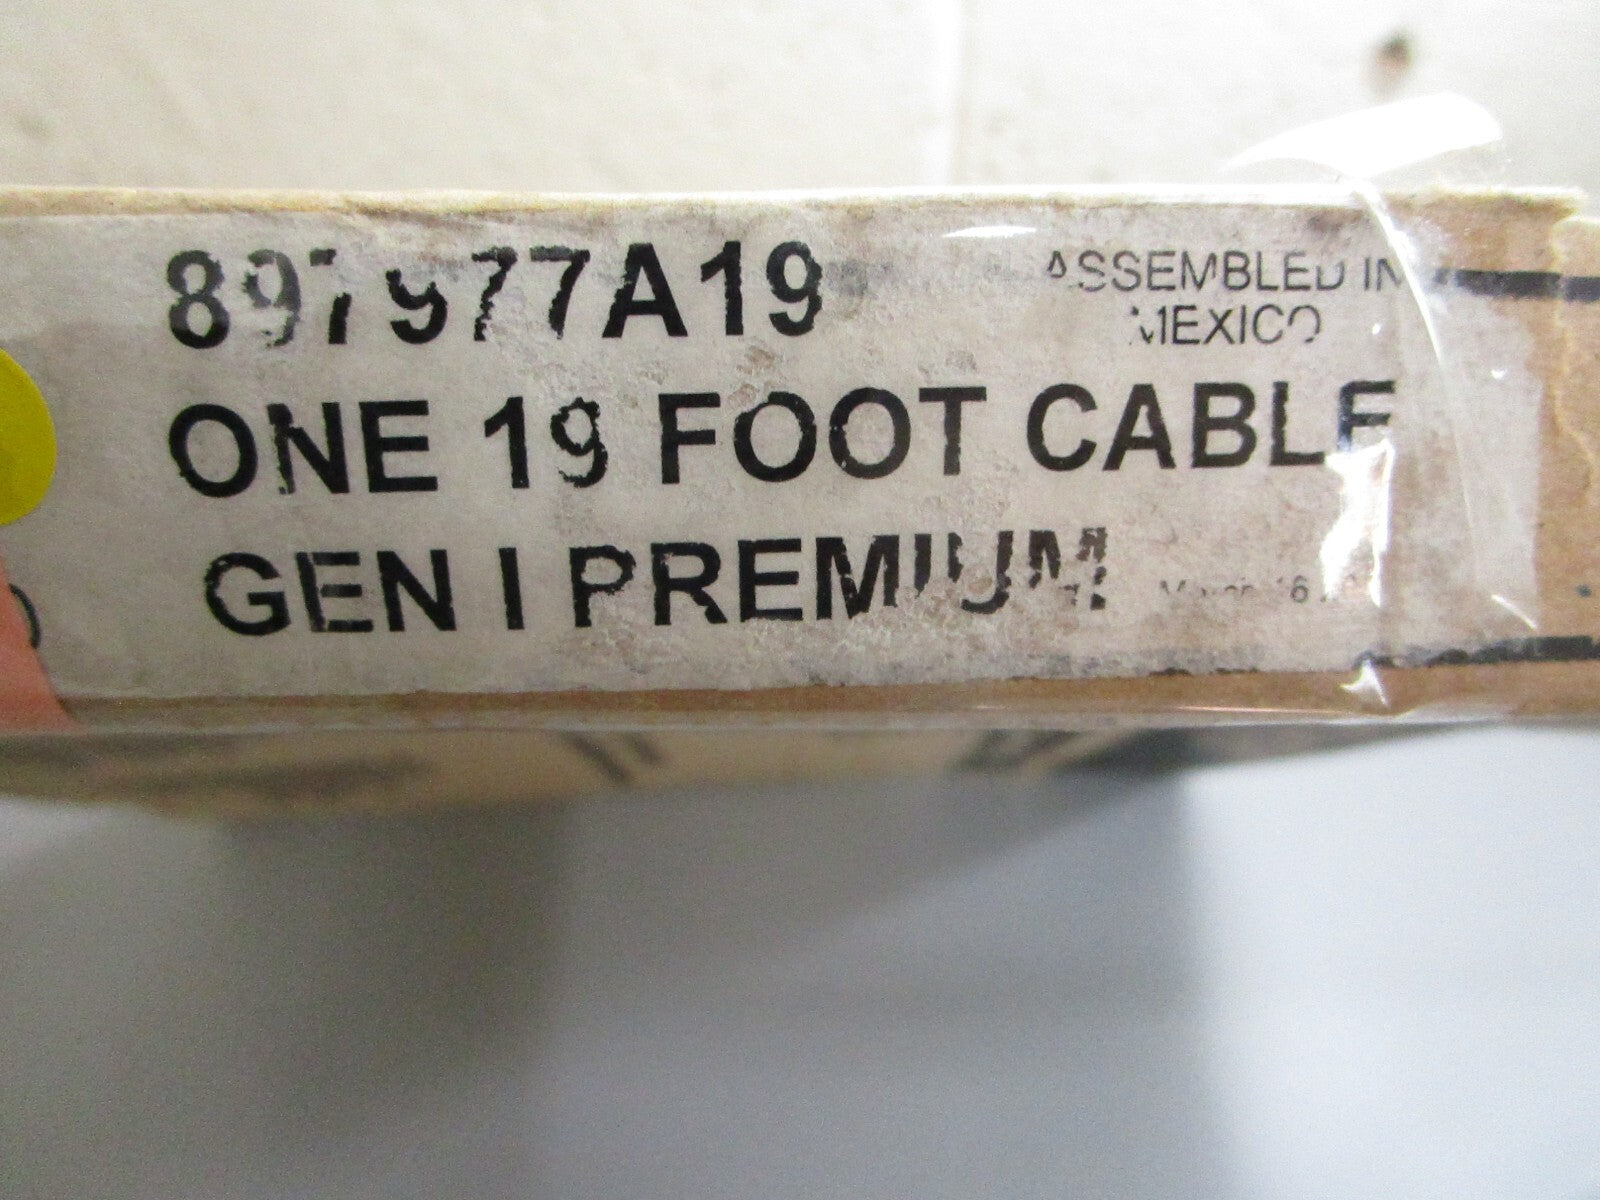 897977A19
ASSEMBLED IN
MEXICO
ONE 19 FOOT CABLE
GEN I PREMIUM